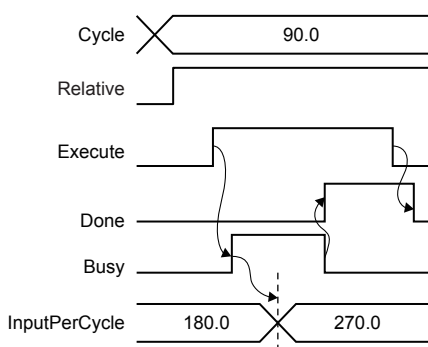 Cycle 90.0
Relative
Execute
Done
Busy
InputPerCycle 180.0 270.0